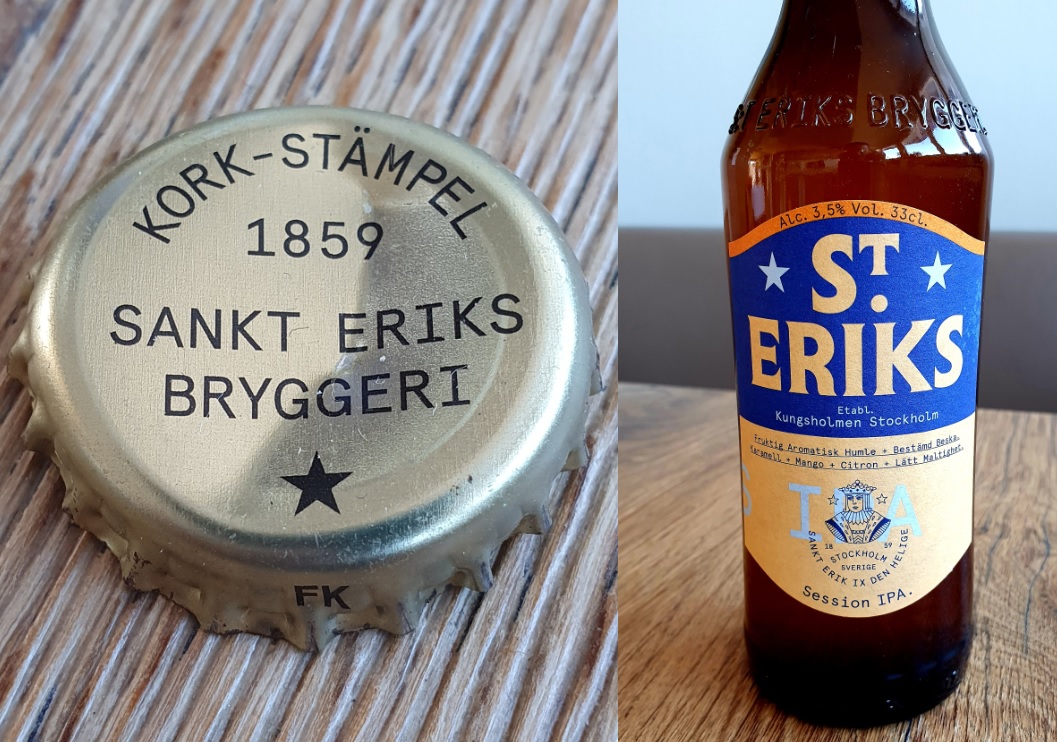 KORK-STÄMPEL
1859
SANKT ERIKS
BRYGGERI
FK
ST ERIKS BRYGGERI
Alc. 3,5% Vol. 33cl.
ST.
ERIKS
Etabl.
Kungsholmen Stockholm
Fruktig Aromatisk Humle + Bestämd Beska.
Karamell + Mango + Citron + Lätt Maltighet.
S IPA
18 59
STOCKHOLM
SVERIGE
SANKT ERIK IX DEN HELIGE
Session IPA.